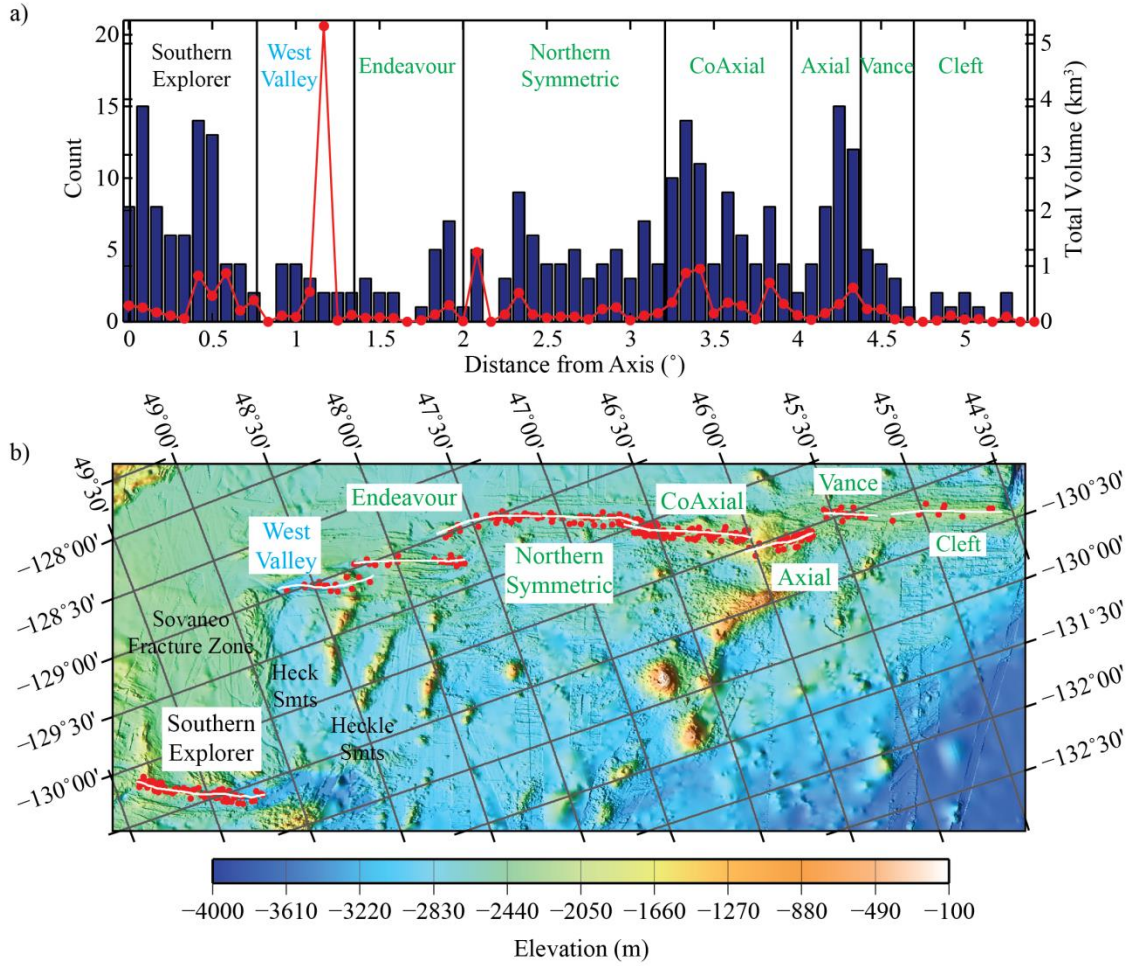 a)
20
15
10
5
0
Count
Southern
Explorer
West
Valley
Endeavour
Northern
Symmetric
CoAxial
Axial
Vance
Cleft
5
4
3
2
1
0
Total Volume (km³)
0 0.5 1 1.5 2 2.5 3 3.5 4 4.5 5
Distance from Axis (°)
b)
49°30'
49°00'
48°30'
48°00'
47°30'
47°00'
46°30'
45°30'
45°00'
44°30'
−128°00'
−128°30'
−129°00'
−129°30'
−130°00'
−130°30'
−130°00'
−131°30'
−132°00'
−132°30'
Endeavour
CoAxial
Vance
West
Valley
Northern
Symmetric
Axial
Cleft
Sovanco
Fracture Zone
Heck
Smts
Heckle
Smts
Southern
Explorer
−4000 −3610 −3220 −2830 −2440 −2050 −1660 −1270 −880 −490 −100
Elevation (m)